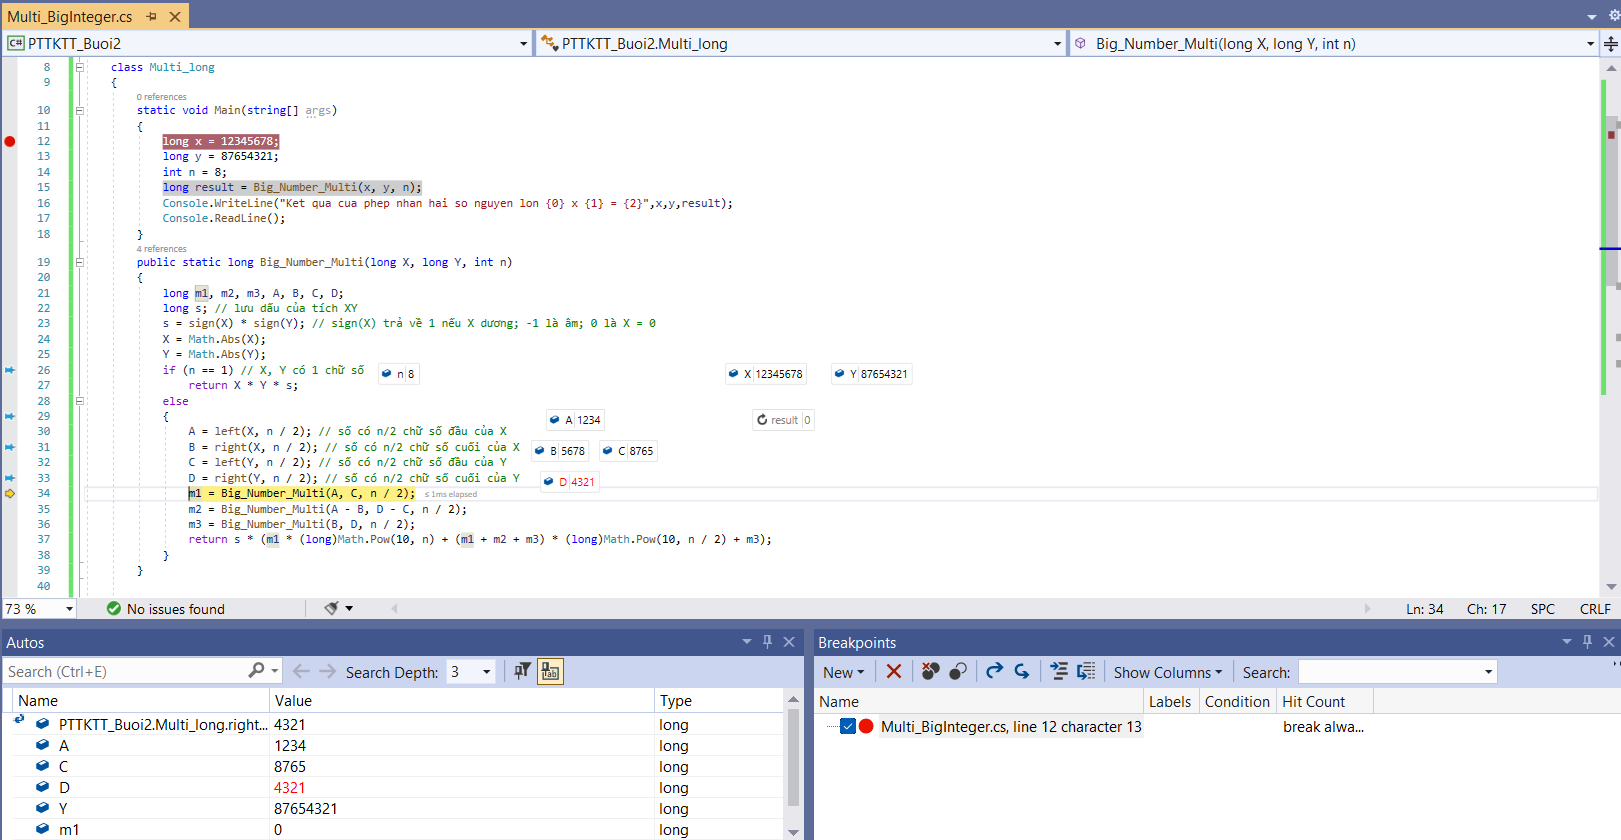 Multi_BigInteger.cs
C# PTTKTT_Buoi2
PTTKTT_Buoi2.Multi_long
Big_Number_Multi(long X, long Y, int n)
8 class Multi_long
9 {
0 references
10 static void Main(string[] args)
11 {
12 long x = 12345678;
13 long y = 87654321;
14 int n = 8;
15 long result = Big_Number_Multi(x, y, n);
16 Console.WriteLine("Ket qua cua phep nhan hai so nguyen lon {0} x {1} = {2}",x,y,result);
17 Console.ReadLine();
18 }
4 references
19 public static long Big_Number_Multi(long X, long Y, int n)
20 {
21 long m1, m2, m3, A, B, C, D;
22 long s; // lưu dấu của tích XY
23 s = sign(X) * sign(Y); // sign(X) trả về 1 nếu X dương; -1 là âm; 0 là X = 0
24 X = Math.Abs(X);
25 Y = Math.Abs(Y);
26 if (n == 1) // X, Y có 1 chữ số n 8 X 12345678 Y 87654321
27 return X * Y * s;
28 else
29 { A 1234 result 0
30 A = left(X, n / 2); // số có n/2 chữ số đầu của X
31 B = right(X, n / 2); // số có n/2 chữ số cuối của X B 5678 C 8765
32 C = left(Y, n / 2); // số có n/2 chữ số đầu của Y
33 D = right(Y, n / 2); // số có n/2 chữ số cuối của Y D 4321
34 m1 = Big_Number_Multi(A, C, n / 2); ≤ 1ms elapsed
35 m2 = Big_Number_Multi(A - B, D - C, n / 2);
36 m3 = Big_Number_Multi(B, D, n / 2);
37 return s * (m1 * (long)Math.Pow(10, n) + (m1 + m2 + m3) * (long)Math.Pow(10, n / 2) + m3);
38 }
39 }
40
73 % No issues found Ln: 34 Ch: 17 SPC CRLF
Autos
Search (Ctrl+E) Search Depth: 3
Name Value Type
PTTKTT_Buoi2.Multi_long.right... 4321 long
A 1234 long
C 8765 long
D 4321 long
Y 87654321 long
m1 0 long
Breakpoints
New Show Columns Search:
Name Labels Condition Hit Count
Multi_BigInteger.cs, line 12 character 13 break alwa...